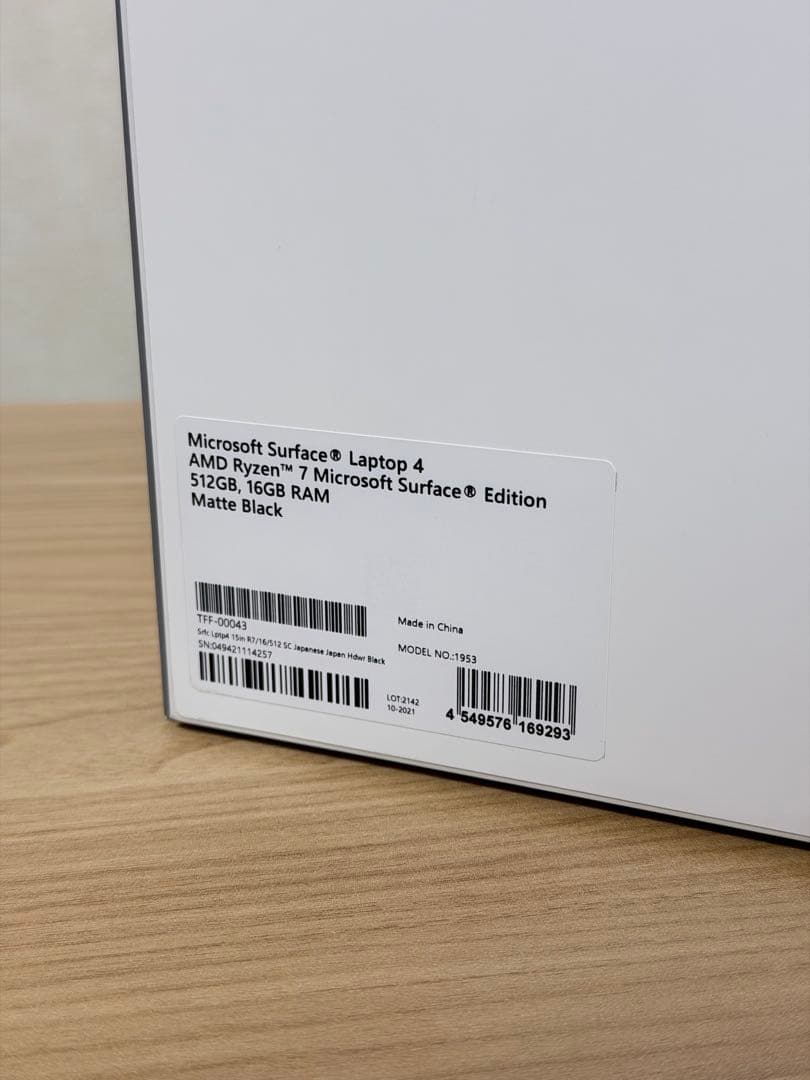 Microsoft Surface® Laptop 4
AMD Ryzen™ 7 Microsoft Surface® Edition
512GB, 16GB RAM
Matte Black
TFF-00043
Srfc Lptp4 15in R7/16/512 SC Japanese Japan Hdwr Black
SN:049421114257
Made in China
MODEL NO.:1953
LOT:2142
10-2021
4 549576 169293